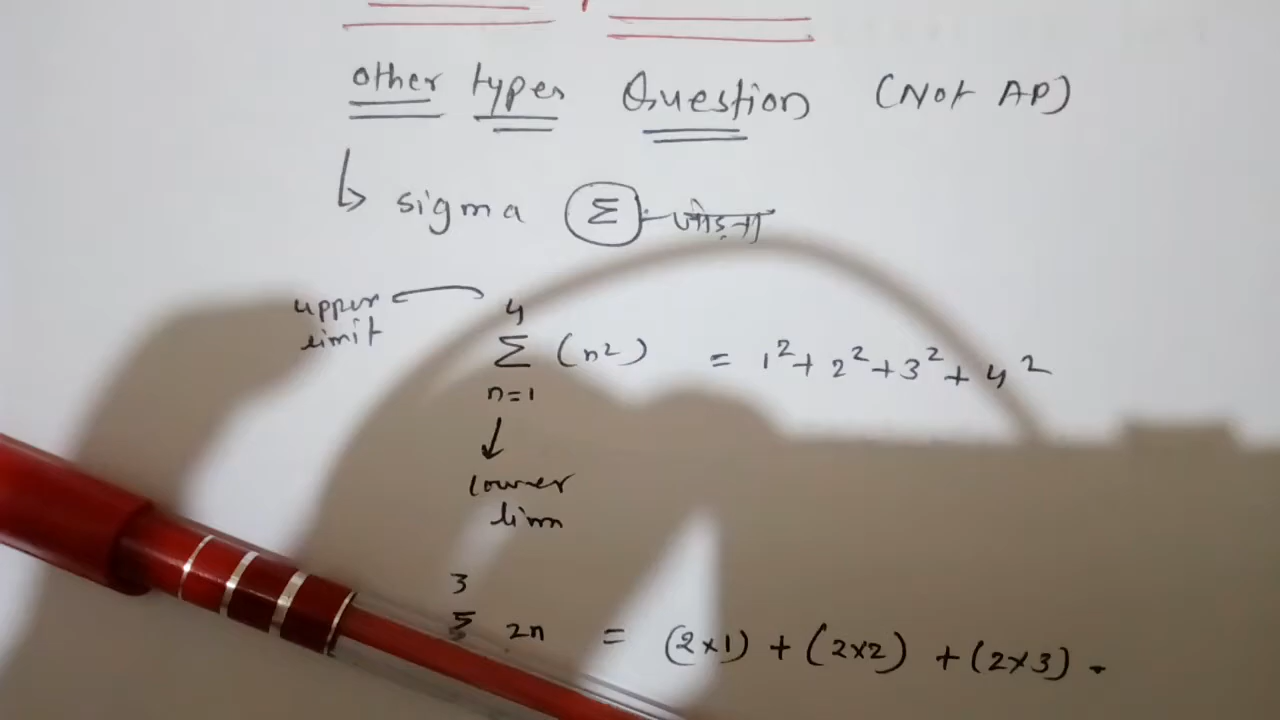 other types Question (Not AP)
↳ sigma Σ - जोड़ना
upper limit
4
Σ (n²) = 1² + 2² + 3² + 4²
n=1
↓
lower
lim
3
Σ 2n = (2×1) + (2×2) + (2×3)